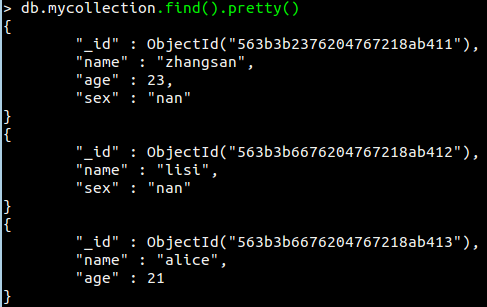 > db.mycollection.find().pretty()
{
        "_id" : ObjectId("563b3b2376204767218ab411"),
        "name" : "zhangsan",
        "age" : 23,
        "sex" : "nan"
}
{
        "_id" : ObjectId("563b3b6676204767218ab412"),
        "name" : "lisi",
        "sex" : "nan"
}
{
        "_id" : ObjectId("563b3b6676204767218ab413"),
        "name" : "alice",
        "age" : 21
}